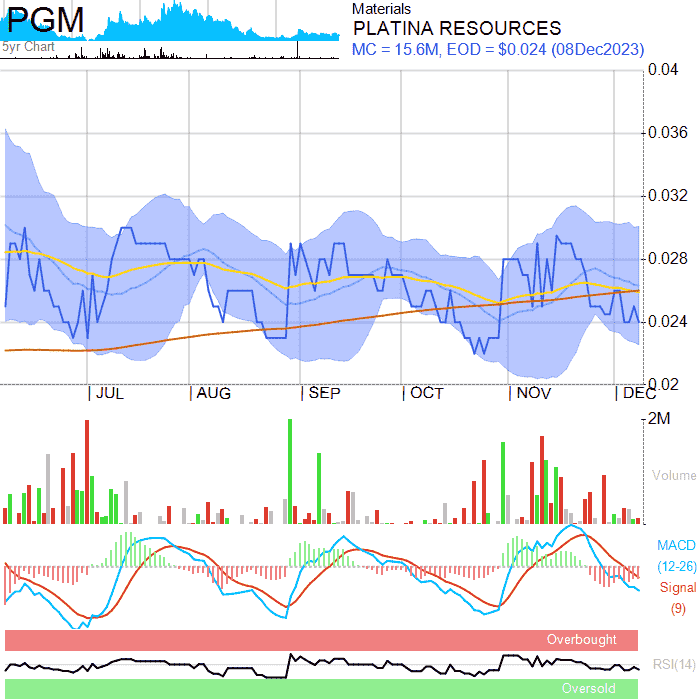 PGM
5yr Chart
Materials
PLATINA RESOURCES
MC = 15.6M, EOD = $0.024 (08Dec2023)
0.04
0.036
0.032
0.028
0.024
0.02
JUL AUG SEP OCT NOV DEC
2M
Volume
MACD
(12-26)
Signal
(9)
Overbought
RSI(14)
Oversold